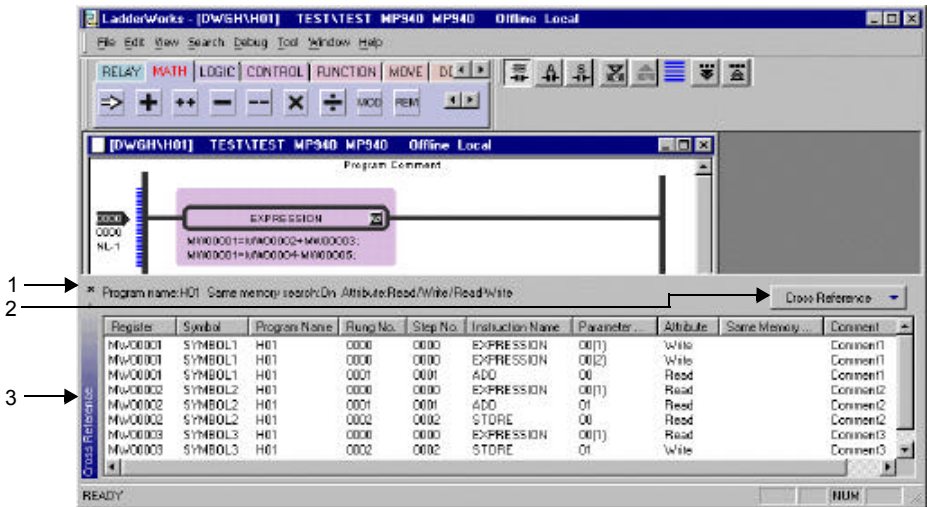 LadderWorks - [DWGH\H01] TEST\TEST MP940 MP940 Offline Local
File Edit View Search Debug Tool Window Help
RELAY MATH LOGIC CONTROL FUNCTION MOVE
MOD REM
[DWGH\H01] TEST\TEST MP940 MP940 Offline Local
Program Comment
0000
0000
NL-1
EXPRESSION
MW00001=MW00002+MW00003;
MW00001=MW00004-MW00005;
1
Program name:H01 Same memory search:On Attribute:Read/Write/Read Write
2
Cross Reference
Register Symbol Program Name Rung No. Step No. Instruction Name Parameter ... Attribute Same Memory ... Comment
MW00001 SYMBOL1 H01 0000 0000 EXPRESSION 00(1) Write Comment1
MW00001 SYMBOL1 H01 0000 0000 EXPRESSION 00(2) Write Comment1
MW00001 SYMBOL1 H01 0001 0001 ADD 00 Read Comment1
MW00002 SYMBOL2 H01 0000 0000 EXPRESSION 00(1) Read Comment2
MW00002 SYMBOL2 H01 0001 0001 ADD 01 Read Comment2
MW00002 SYMBOL2 H01 0002 0002 STORE 00 Read Comment2
MW00003 SYMBOL3 H01 0000 0000 EXPRESSION 00(1) Read Comment3
MW00003 SYMBOL3 H01 0002 0002 STORE 01 Write Comment3
3
Cross Reference
READY NUM